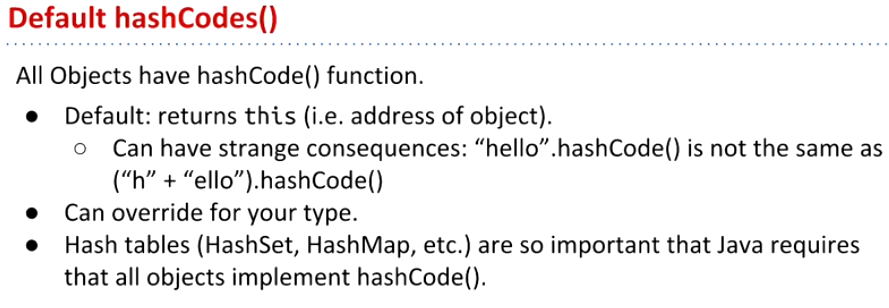 Default hashCodes()
All Objects have hashCode() function.
● Default: returns this (i.e. address of object).
○ Can have strange consequences: “hello”.hashCode() is not the same as
(“h” + “ello”).hashCode()
● Can override for your type.
● Hash tables (HashSet, HashMap, etc.) are so important that Java requires
that all objects implement hashCode().